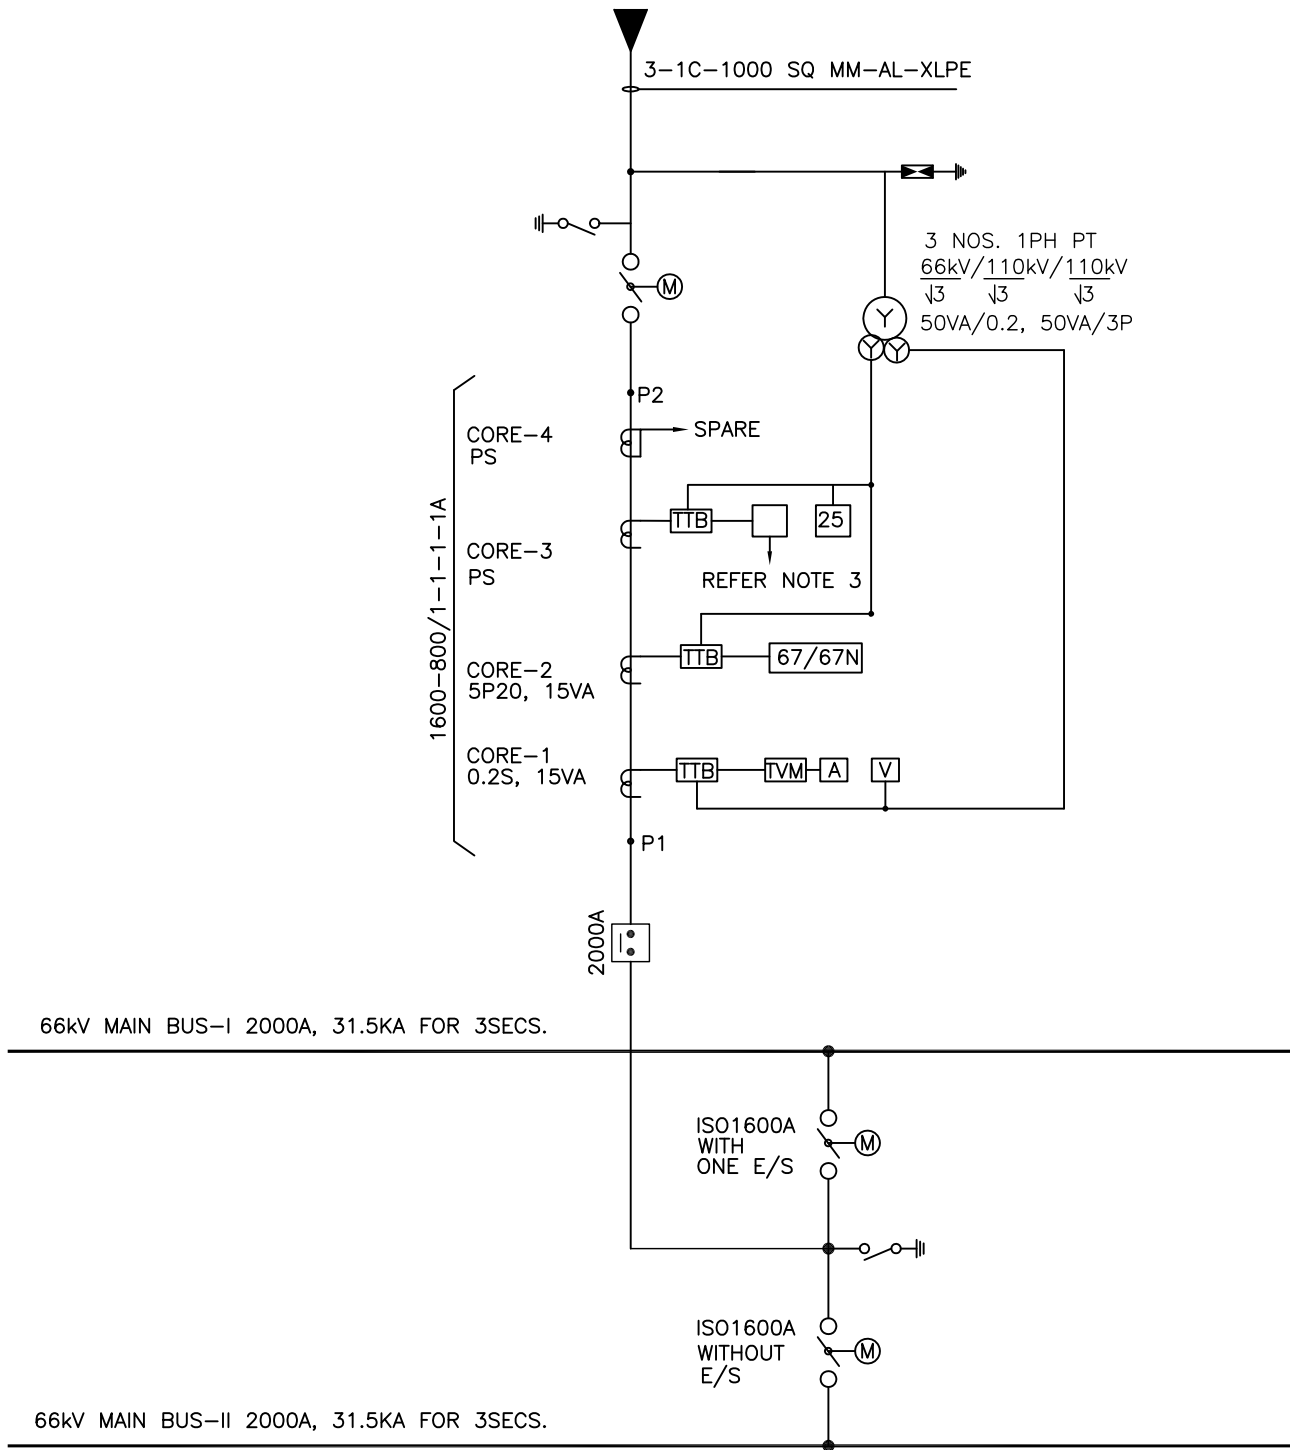 3-1C-1000 SQ MM-AL-XLPE
3 NOS. 1PH PT
66kV/110kV/110kV
√3 √3 √3
50VA/0.2, 50VA/3P
M
Y
Y Y
P2
CORE-4
PS
SPARE
1600-800/1-1-1-1A
TTB
25
CORE-3
PS
REFER NOTE 3
TTB
67/67N
CORE-2
5P20, 15VA
CORE-1
0.2S, 15VA
TTB
TVM
A
V
P1
2000A
66kV MAIN BUS-I 2000A, 31.5KA FOR 3SECS.
ISO1600A
WITH
ONE E/S
M
ISO1600A
WITHOUT
E/S
M
66kV MAIN BUS-II 2000A, 31.5KA FOR 3SECS.